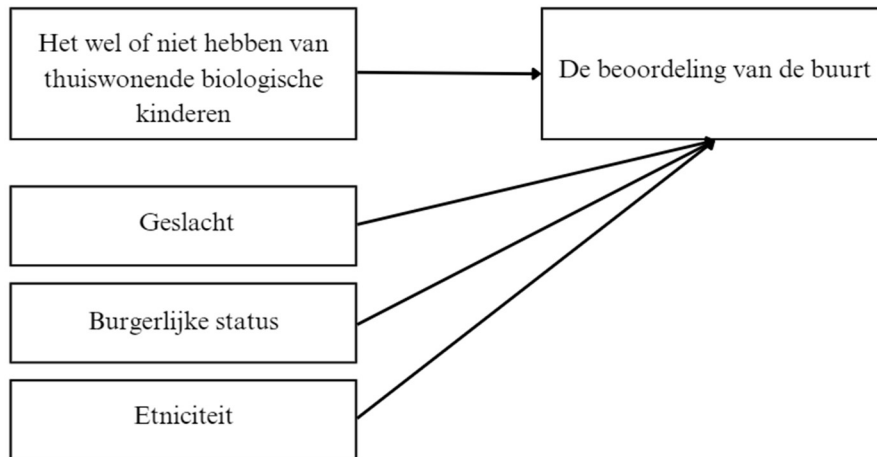 Het wel of niet hebben van
thuiswonende biologische
kinderen
De beoordeling van de buurt
Geslacht
Burgerlijke status
Etniciteit